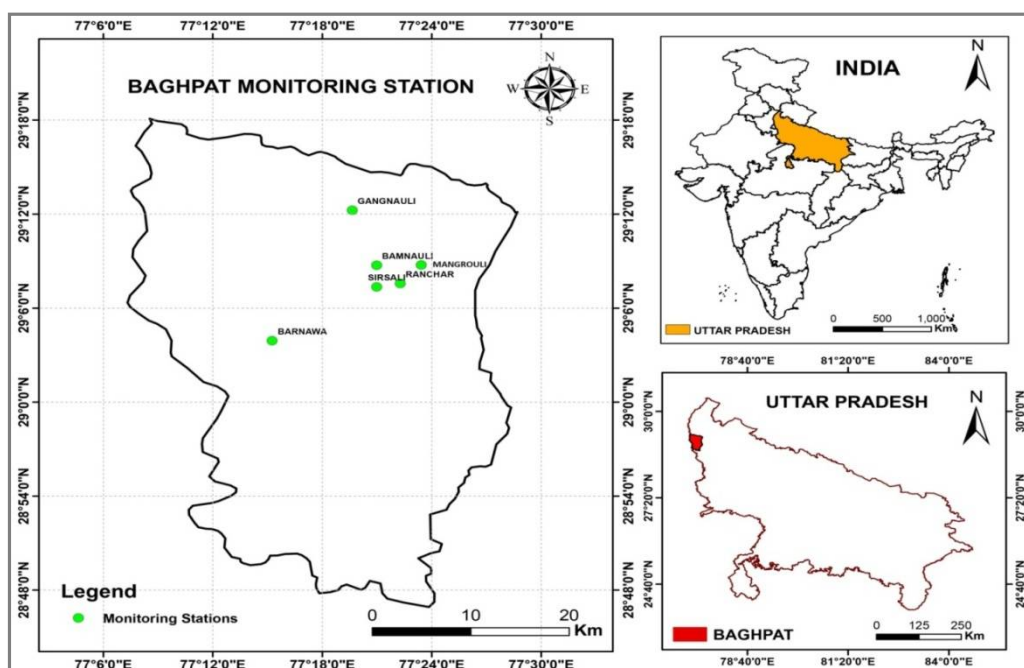 77°6'0"E 77°12'0"E 77°18'0"E 77°24'0"E 77°30'0"E
BAGHPAT MONITORING STATION
N
W E
S
29°18'0"N 29°18'0"N
29°12'0"N 29°12'0"N
29°6'0"N 29°6'0"N
29°0'0"N 29°0'0"N
28°54'0"N 28°54'0"N
28°48'0"N 28°48'0"N
GANGNAULI
BAMNAULI
MANGROULI
SIRSALI
RANCHAR
BARNAWA
Legend
Monitoring Stations
0 10 20
Km
77°6'0"E 77°12'0"E 77°18'0"E 77°24'0"E 77°30'0"E
INDIA
N
UTTAR PRADESH
0 500 1,000
Km
78°40'0"E 81°20'0"E 84°0'0"E
UTTAR PRADESH
N
30°0'0"N 30°0'0"N
27°20'0"N 27°20'0"N
24°40'0"N 24°40'0"N
BAGHPAT
0 125 250
Km
78°40'0"E 81°20'0"E 84°0'0"E